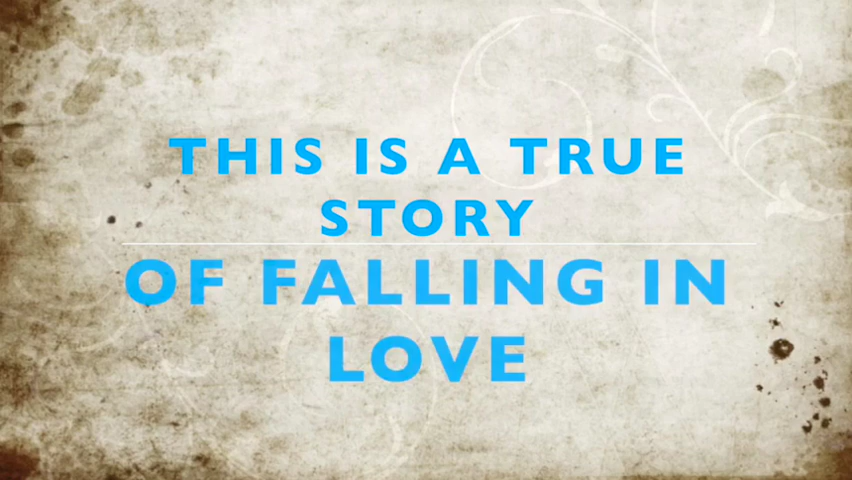 THIS IS A TRUE
STORY
OF FALLING IN
LOVE